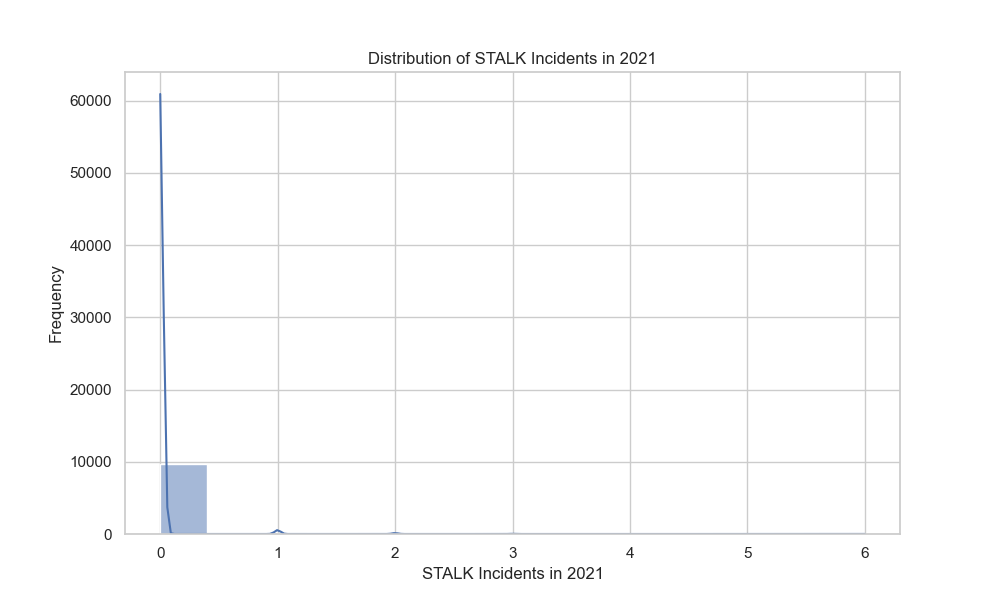 Distribution of STALK Incidents in 2021
60000
50000
40000
30000
20000
10000
0
Frequency
0 1 2 3 4 5 6
STALK Incidents in 2021